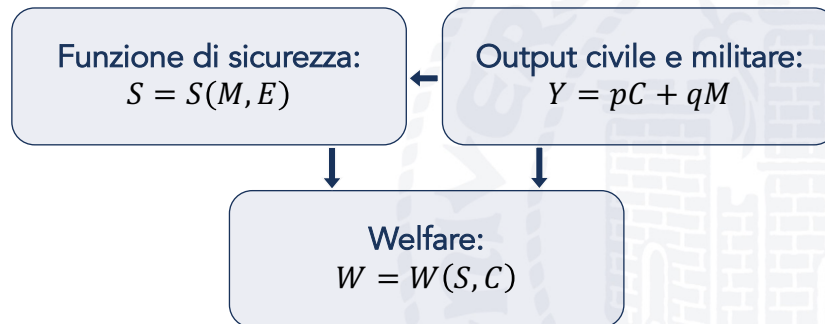 Funzione di sicurezza:
S = S(M, E)
Output civile e militare:
Y = pC + qM
Welfare:
W = W(S, C)